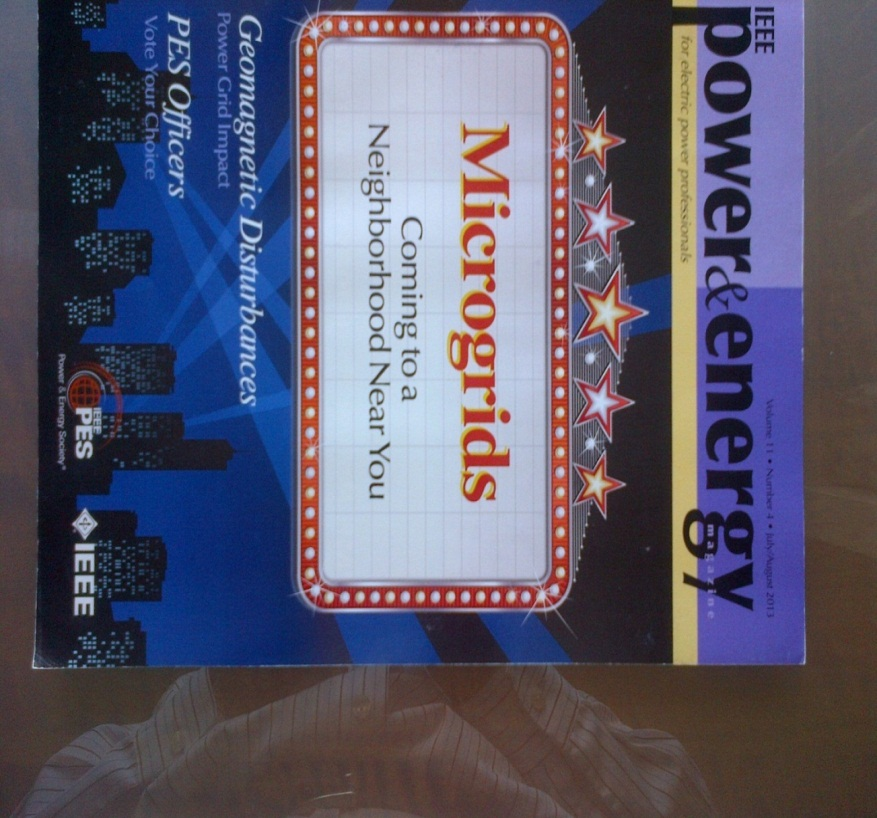 IEEE
power&energy
magazine
Volume 11 • Number 4 • July/August 2013
for electric power professionals
Microgrids
Coming to a
Neighborhood Near You
Geomagnetic Disturbances
Power Grid Impact
PES Officers
Vote Your Choice
IEEE
PES
Power & Energy Society®
IEEE